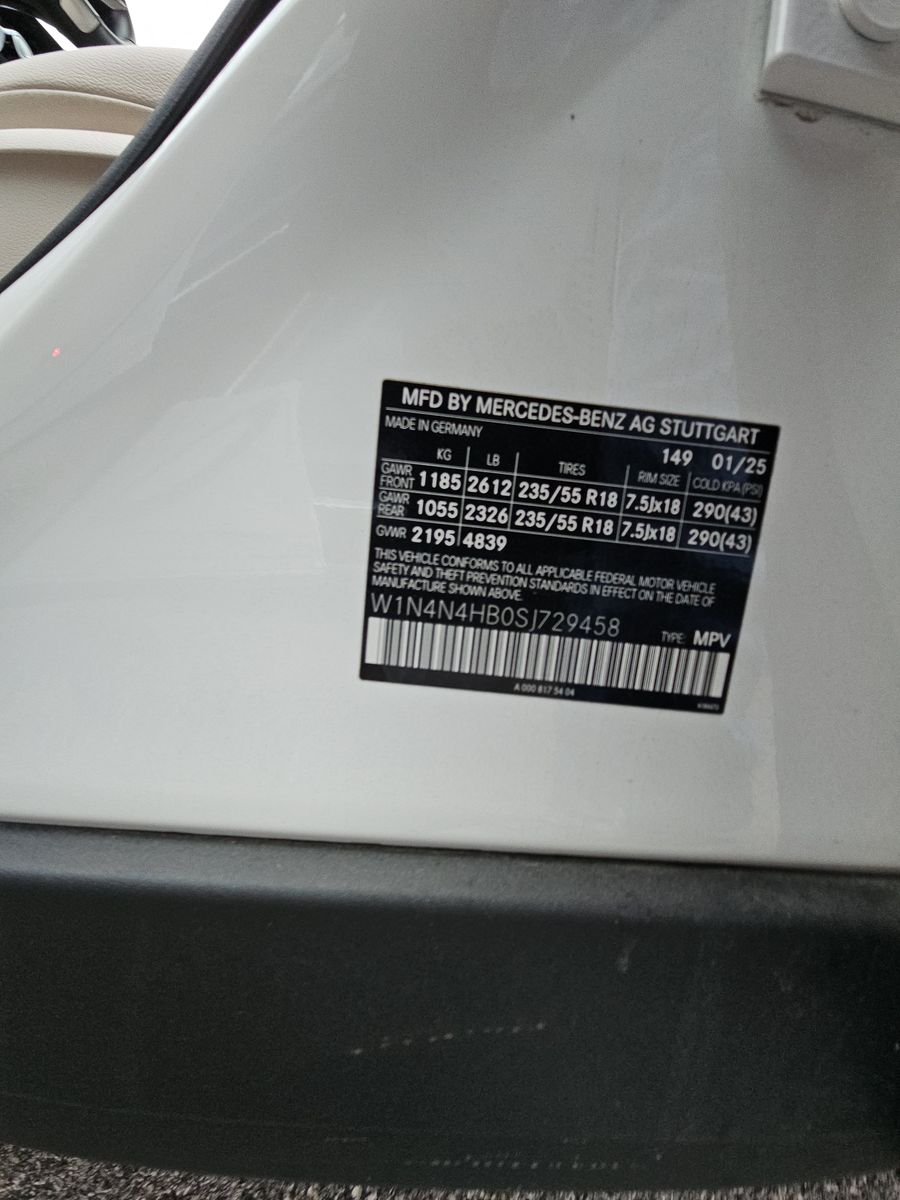 MFD BY MERCEDES-BENZ AG STUTTGART
MADE IN GERMANY
149 01/25
KG LB TIRES RIM SIZE COLD KPA (PSI)
GAWR FRONT 1185 2612 235/55 R18 7.5Jx18 290(43)
GAWR REAR 1055 2326 235/55 R18 7.5Jx18 290(43)
GVWR 2195 4839
THIS VEHICLE CONFORMS TO ALL APPLICABLE FEDERAL MOTOR VEHICLE
SAFETY AND THEFT PREVENTION STANDARDS IN EFFECT ON THE DATE OF
MANUFACTURE SHOWN ABOVE.
W1N4N4HB0SJ729458 TYPE: MPV
A 000 817 54 04